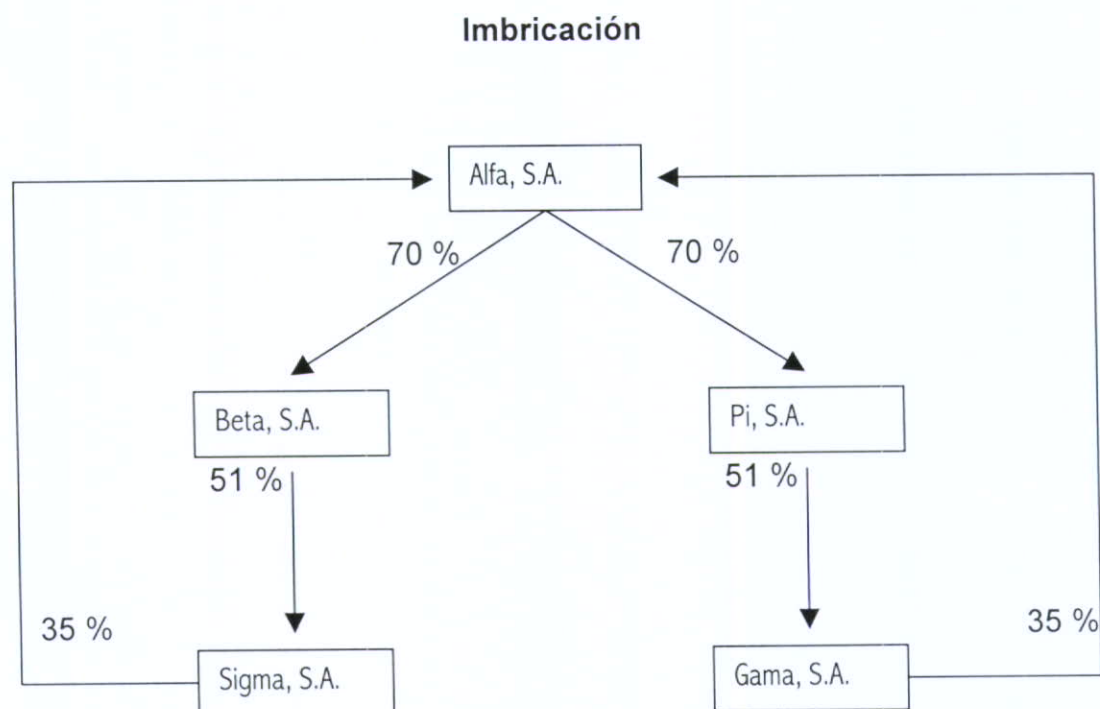 Imbricación
Alfa, S.A.
70 %
70 %
Beta, S.A.
Pi, S.A.
51 %
51 %
35 %
35 %
Sigma, S.A.
Gama, S.A.